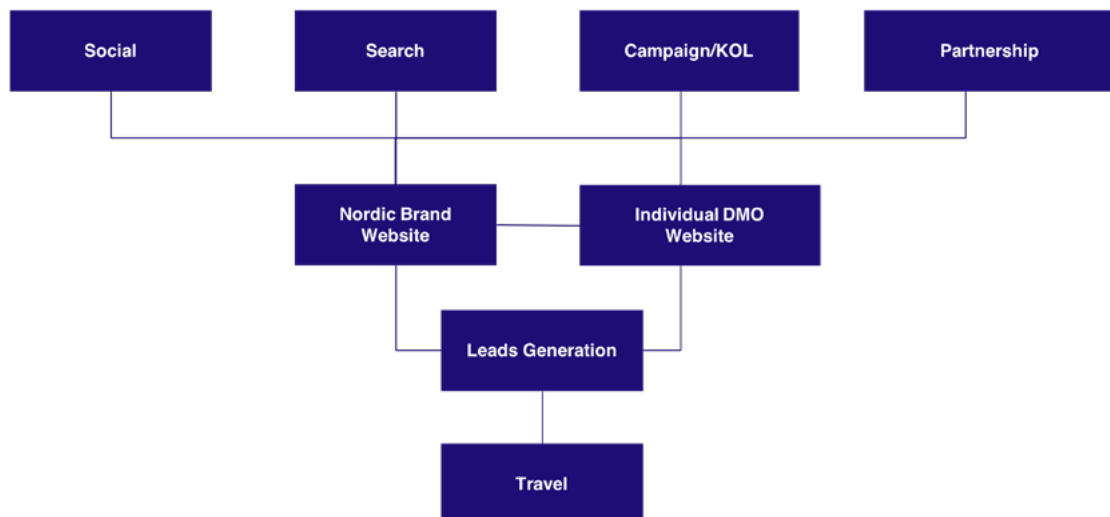 Social
Search
Campaign/KOL
Partnership
Nordic Brand
Website
Individual DMO
Website
Leads Generation
Travel